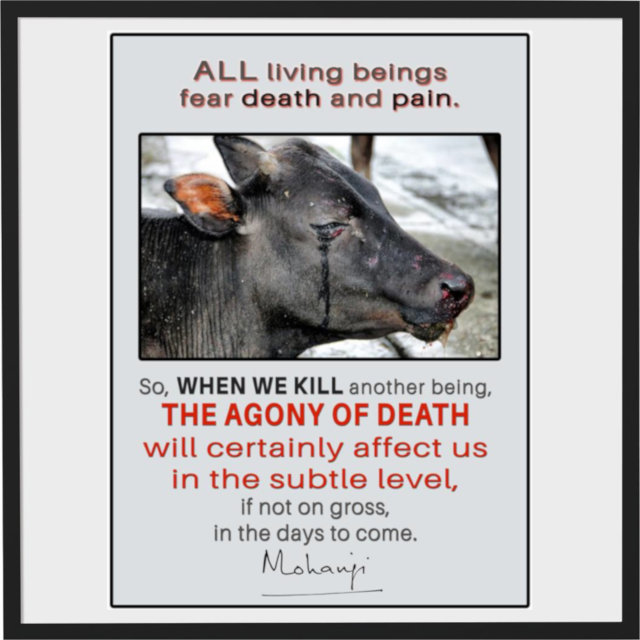 ALL living beings
fear death and pain.
So, WHEN WE KILL another being,
THE AGONY OF DEATH
will certainly affect us
in the subtle level,
if not on gross,
in the days to come.
Mohanji